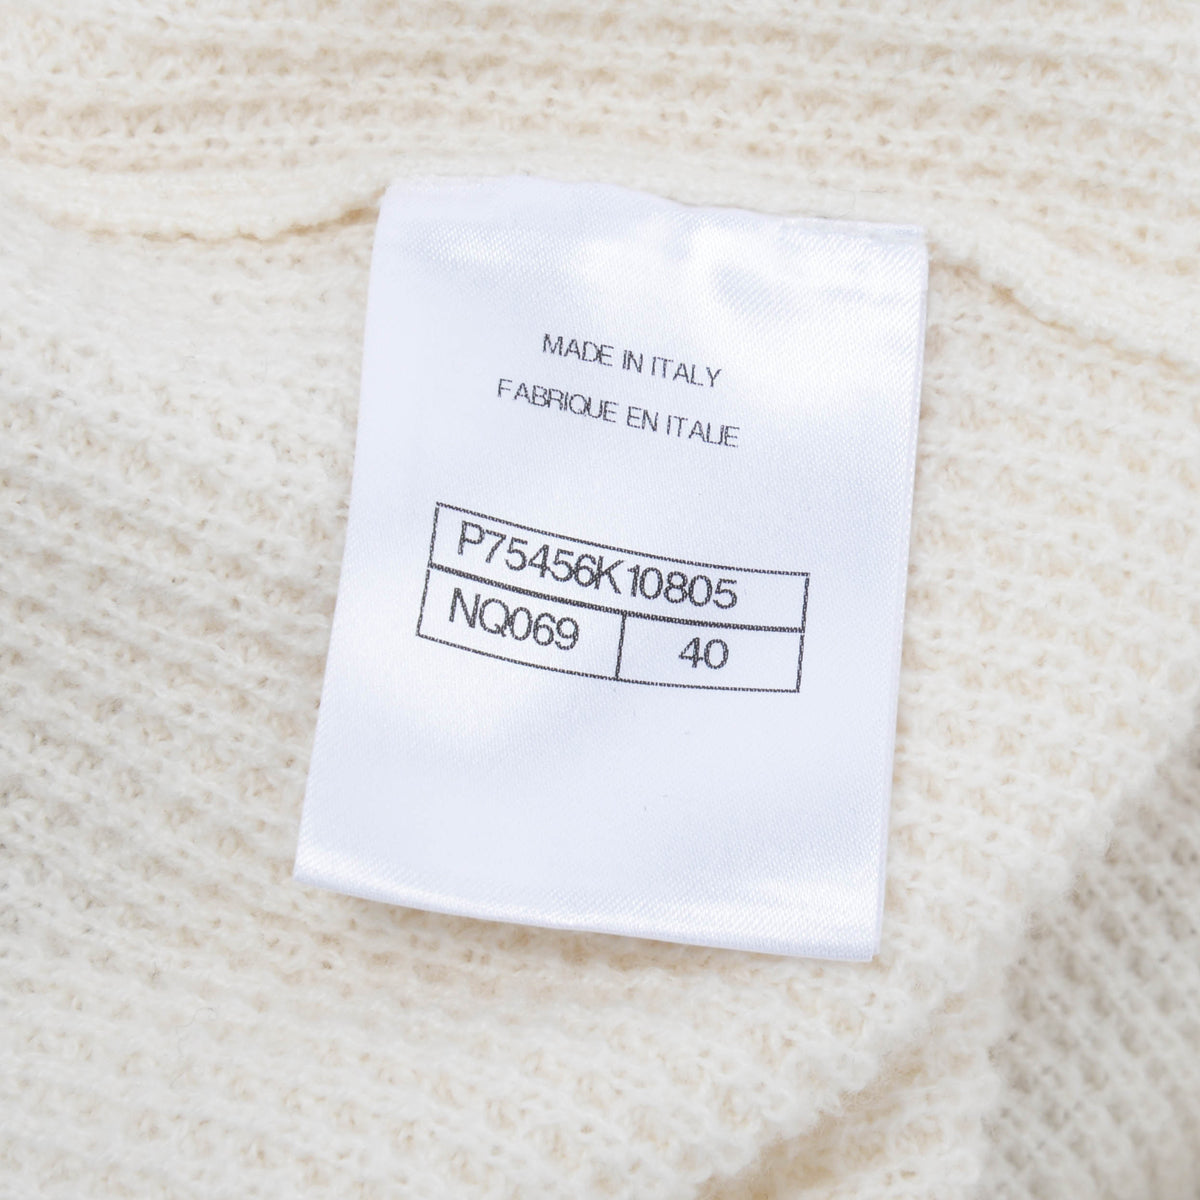 MADE IN ITALY
FABRIQUE EN ITALIE
P75456K10805
NQ069 40